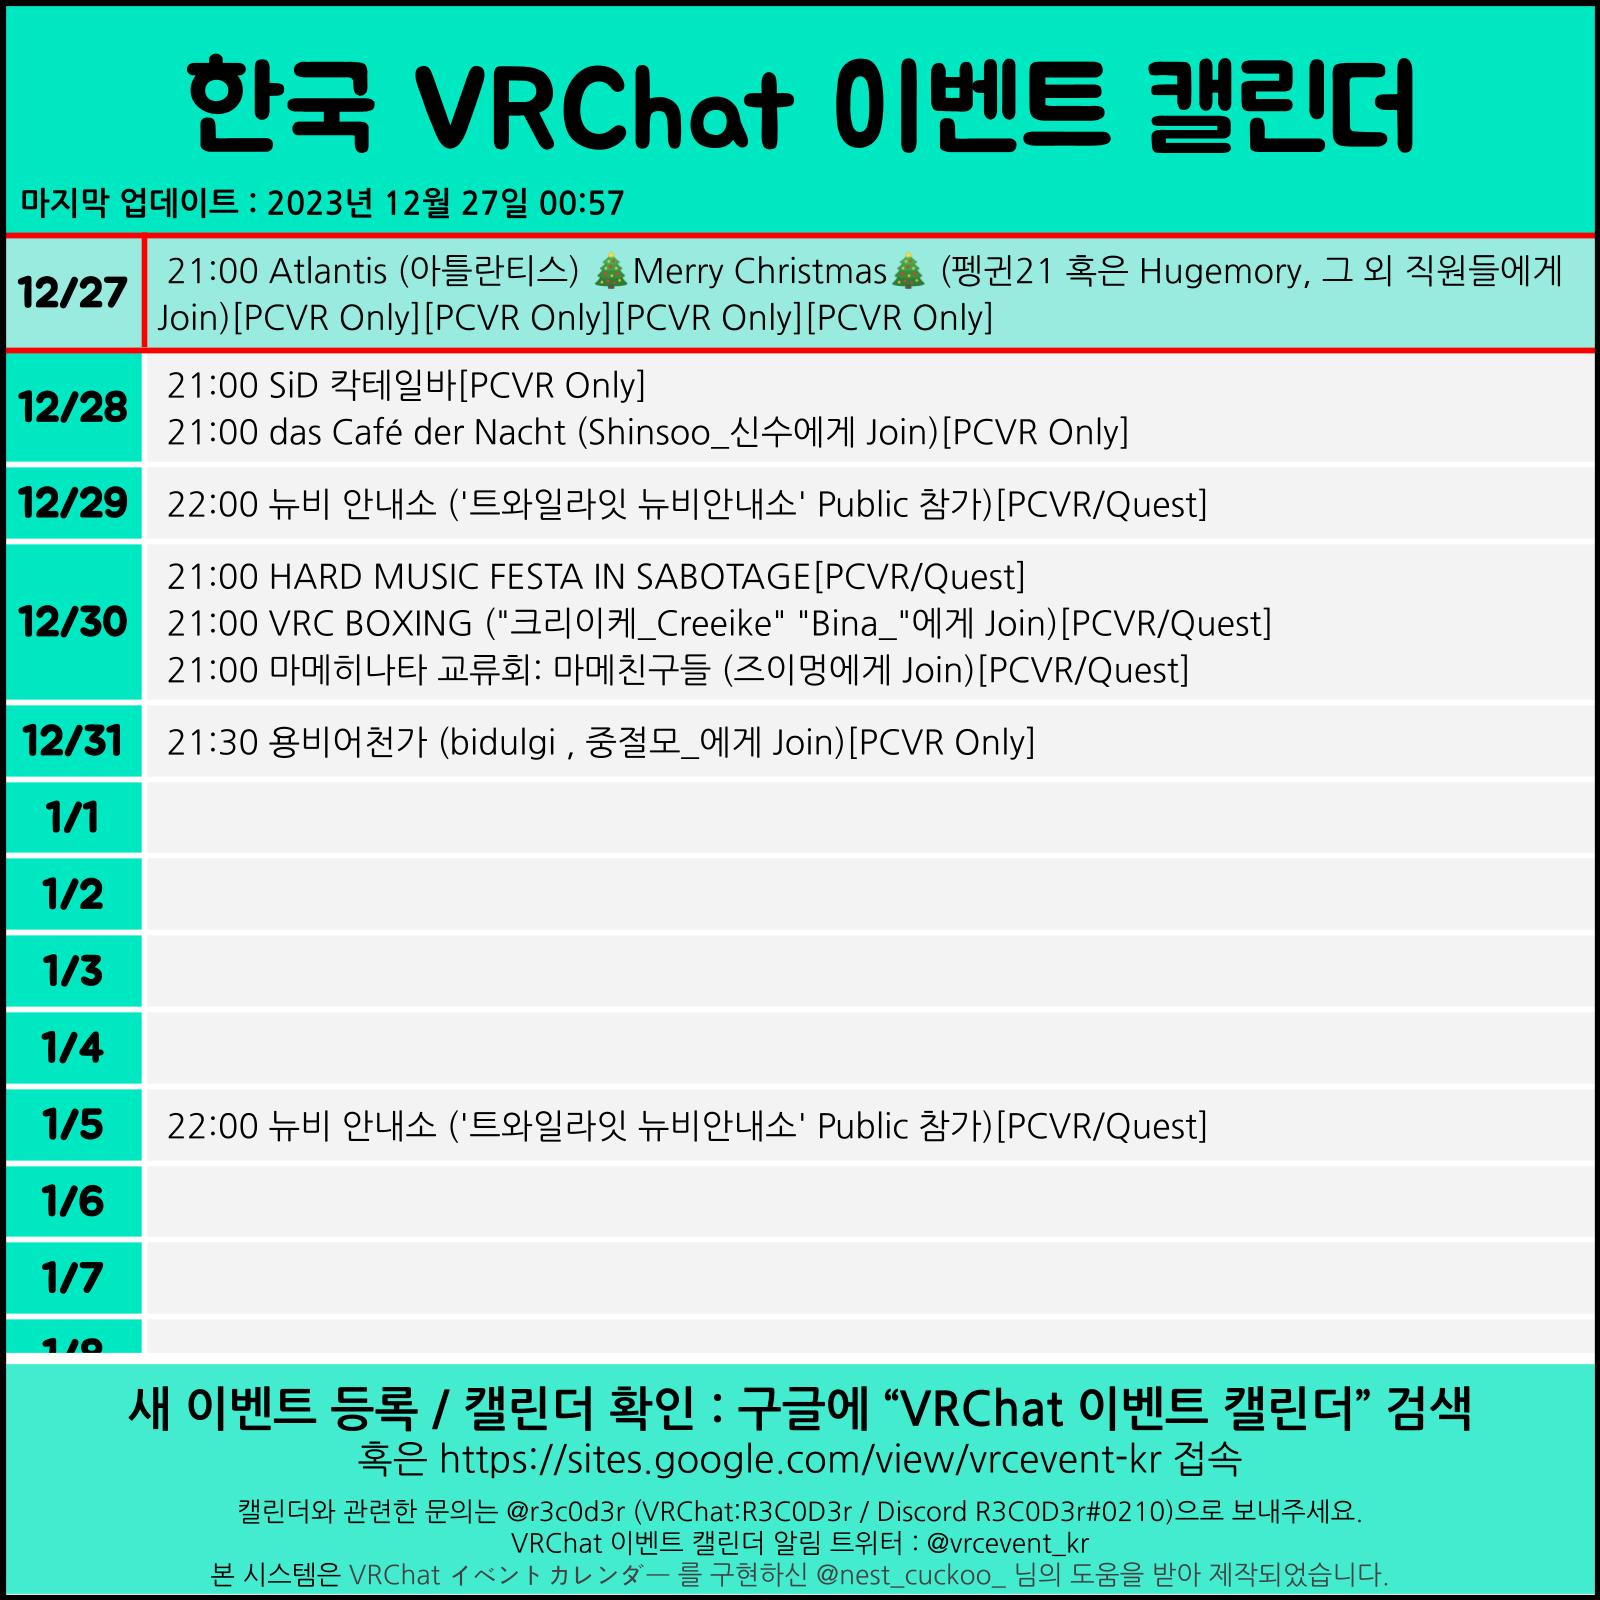 한국 VRChat 이벤트 캘린더
마지막 업데이트 : 2023년 12월 27일 00:57
12/27
21:00 Atlantis (아틀란티스) 🎄Merry Christmas🎄 (펭귄21 혹은 Hugemory, 그 외 직원들에게
Join)[PCVR Only][PCVR Only][PCVR Only][PCVR Only]
12/28
21:00 SiD 칵테일바[PCVR Only]
21:00 das Café der Nacht (Shinsoo_신수에게 Join)[PCVR Only]
12/29
22:00 뉴비 안내소 ('트와일라잇 뉴비안내소' Public 참가)[PCVR/Quest]
12/30
21:00 HARD MUSIC FESTA IN SABOTAGE[PCVR/Quest]
21:00 VRC BOXING ("크리이케_Creeike" "Bina_"에게 Join)[PCVR/Quest]
21:00 마메히나타 교류회: 마메친구들 (즈이멍에게 Join)[PCVR/Quest]
12/31
21:30 용비어천가 (bidulgi , 중절모_에게 Join)[PCVR Only]
1/1
1/2
1/3
1/4
1/5
22:00 뉴비 안내소 ('트와일라잇 뉴비안내소' Public 참가)[PCVR/Quest]
1/6
1/7
1/8
새 이벤트 등록 / 캘린더 확인 : 구글에 “VRChat 이벤트 캘린더” 검색
혹은 https://sites.google.com/view/vrcevent-kr 접속
캘린더와 관련한 문의는 @r3c0d3r (VRChat:R3C0D3r / Discord R3C0D3r#0210)으로 보내주세요.
VRChat 이벤트 캘린더 알림 트위터 : @vrcevent_kr
본 시스템은 VRChat イベントカレンダー 를 구현하신 @nest_cuckoo_ 님의 도움을 받아 제작되었습니다.